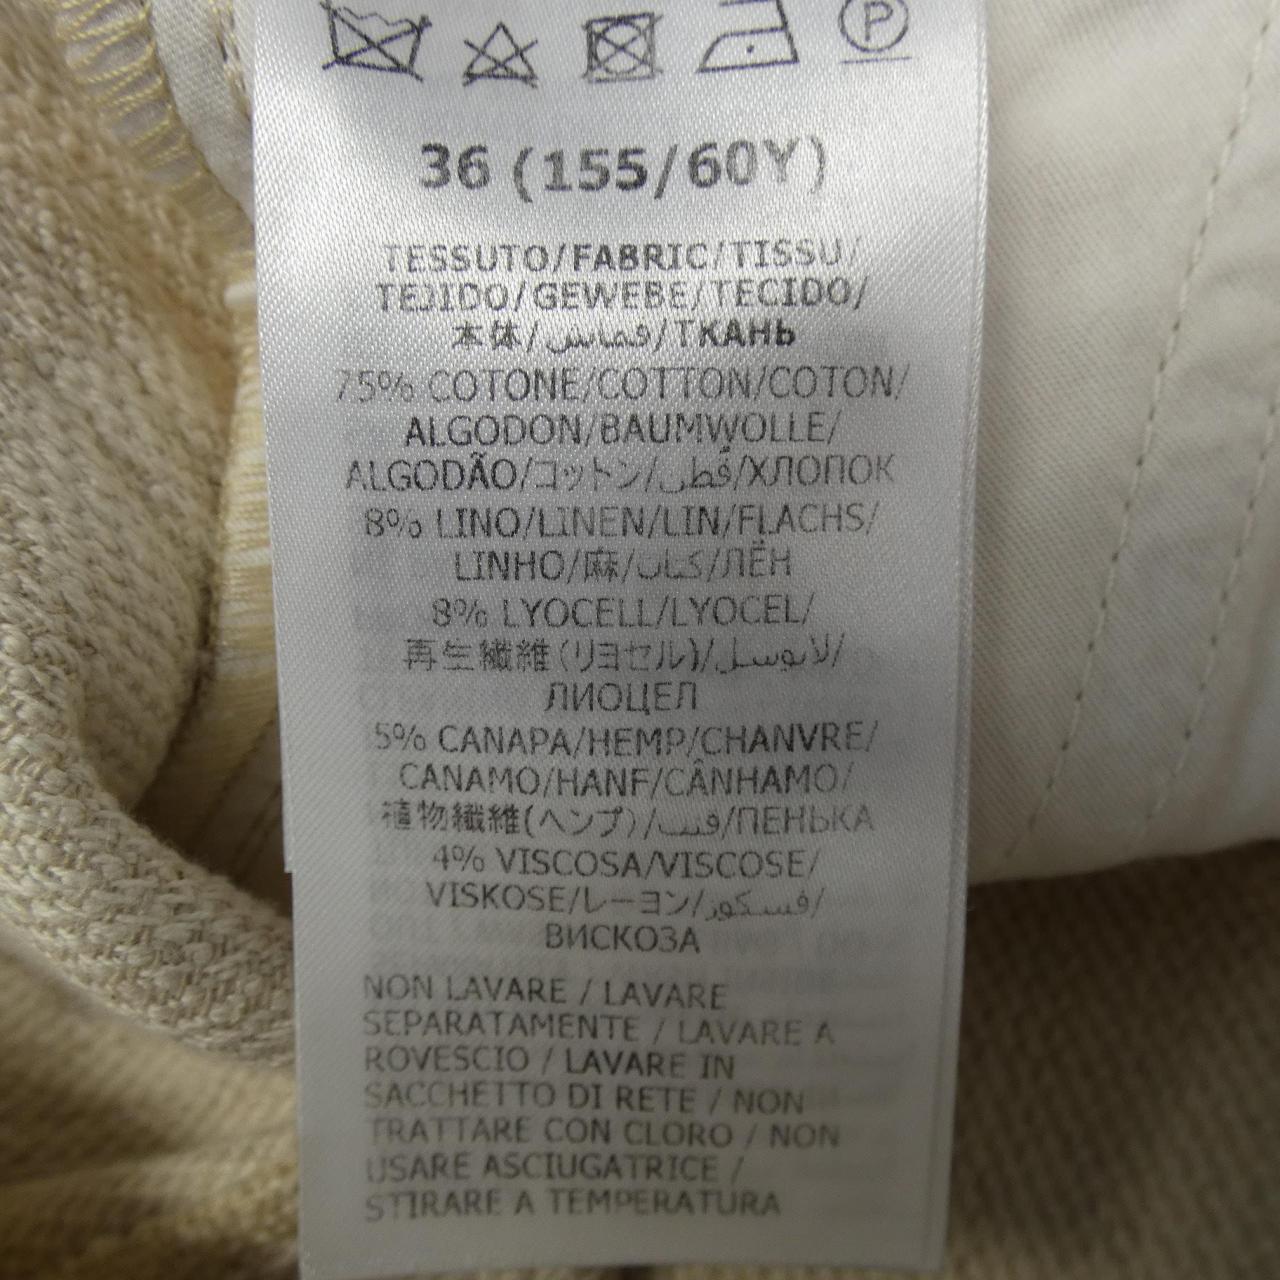 P
36 (155/60Y)
TESSUTO/FABRIC/TISSU/
TEJIDO/GEWEBE/TECIDO/
本体/قماش/ТКАНЬ
75% COTONE/COTTON/COTON/
ALGODON/BAUMWOLLE/
ALGODÃO/コットン/قطن/ХЛОПОК
8% LINO/LINEN/LIN/FLACHS/
LINHO/麻/كتان/ЛЁН
8% LYOCELL/LYOCEL/
再生繊維(リヨセル)/لايوسل/
ЛИОЦЕЛ
5% CANAPA/HEMP/CHANVRE/
CANAMO/HANF/CÂNHAMO/
植物繊維(ヘンプ)/قنب/ПЕНЬКА
4% VISCOSA/VISCOSE/
VISKOSE/レーヨン/فسكوز/
ВИСКОЗА
NON LAVARE / LAVARE
SEPARATAMENTE / LAVARE A
ROVESCIO / LAVARE IN
SACCHETTO DI RETE / NON
TRATTARE CON CLORO / NON
USARE ASCIUGATRICE /
STIRARE A TEMPERATURA